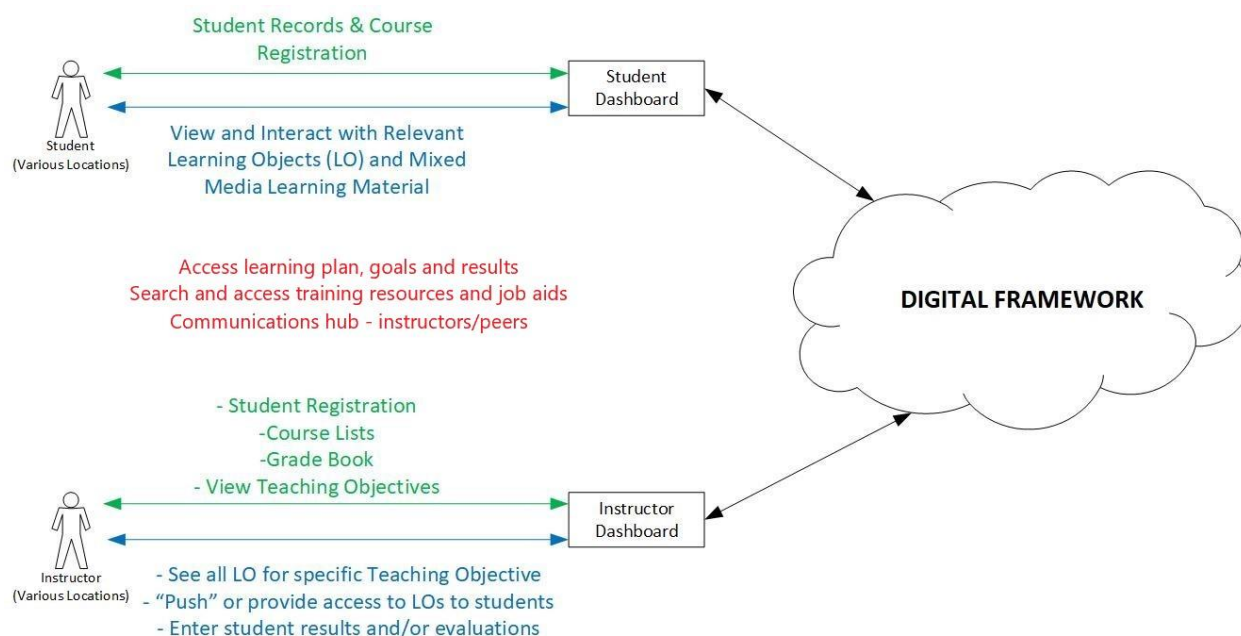 Student Records & Course
Registration
Student
Dashboard
Student
(Various Locations)
View and Interact with Relevant
Learning Objects (LO) and Mixed
Media Learning Material
Access learning plan, goals and results
Search and access training resources and job aids
Communications hub - instructors/peers
DIGITAL FRAMEWORK
- Student Registration
-Course Lists
-Grade Book
- View Teaching Objectives
Instructor
Dashboard
Instructor
(Various Locations)
- See all LO for specific Teaching Objective
- “Push” or provide access to LOs to students
- Enter student results and/or evaluations